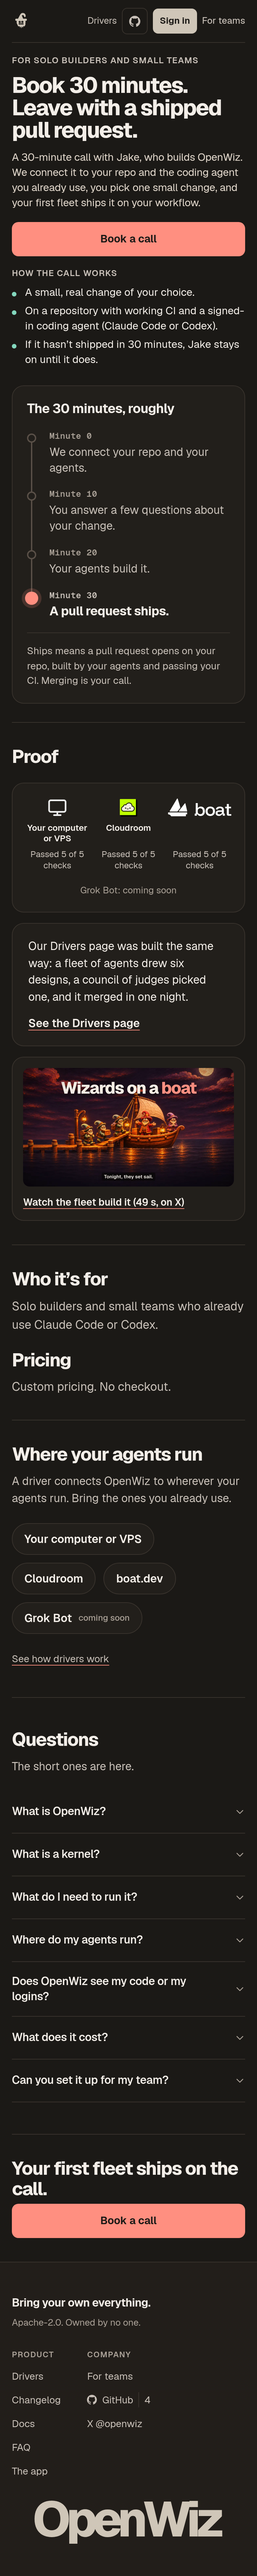 Drivers
Sign in
For teams
FOR SOLO BUILDERS AND SMALL TEAMS
Book 30 minutes.
Leave with a shipped
pull request.
A 30-minute call with Jake, who builds OpenWiz.
We connect it to your repo and the coding agent
you already use, you pick one small change, and
your first fleet ships it on your workflow.
Book a call
HOW THE CALL WORKS
A small, real change of your choice.
On a repository with working CI and a signed-
in coding agent (Claude Code or Codex).
If it hasn't shipped in 30 minutes, Jake stays
on until it does.
The 30 minutes, roughly
Minute 0
We connect your repo and your
agents.
Minute 10
You answer a few questions about
your change.
Minute 20
Your agents build it.
Minute 30
A pull request ships.
Ships means a pull request opens on your
repo, built by your agents and passing your
CI. Merging is your call.
Proof
Your computer
or VPS
Passed 5 of 5
checks
Cloudroom
Passed 5 of 5
checks
boat
Passed 5 of 5
checks
Grok Bot: coming soon
Our Drivers page was built the same
way: a fleet of agents drew six
designs, a council of judges picked
one, and it merged in one night.
See the Drivers page
Wizards on a boat
Tonight, they set sail.
Watch the fleet build it (49 s, on X)
Who it's for
Solo builders and small teams who already
use Claude Code or Codex.
Pricing
Custom pricing. No checkout.
Where your agents run
A driver connects OpenWiz to wherever your
agents run. Bring the ones you already use.
Your computer or VPS
Cloudroom
boat.dev
Grok Bot coming soon
See how drivers work
Questions
The short ones are here.
What is OpenWiz?
What is a kernel?
What do I need to run it?
Where do my agents run?
Does OpenWiz see my code or my
logins?
What does it cost?
Can you set it up for my team?
Your first fleet ships on the
call.
Book a call
Bring your own everything.
Apache-2.0. Owned by no one.
PRODUCT
Drivers
Changelog
Docs
FAQ
The app
COMPANY
For teams
GitHub 4
X @openwiz
OpenWiz